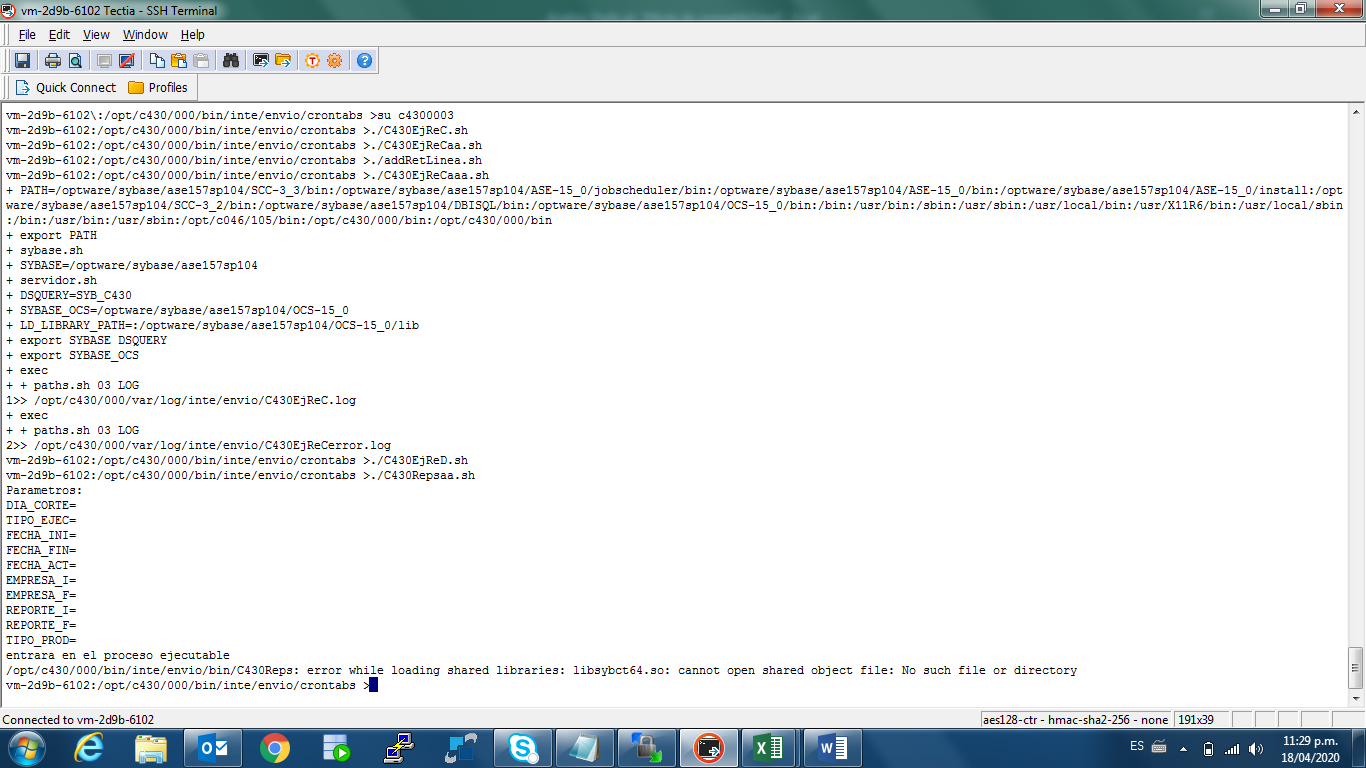 vm-2d9b-6102 Tectia - SSH Terminal
File Edit View Window Help
Quick Connect Profiles
vm-2d9b-6102\:/opt/c430/000/bin/inte/envio/crontabs >su c4300003
vm-2d9b-6102:/opt/c430/000/bin/inte/envio/crontabs >./C430EjReC.sh
vm-2d9b-6102:/opt/c430/000/bin/inte/envio/crontabs >./C430EjReCaa.sh
vm-2d9b-6102:/opt/c430/000/bin/inte/envio/crontabs >./addRetLinea.sh
vm-2d9b-6102:/opt/c430/000/bin/inte/envio/crontabs >./C430EjReCaaa.sh
+ PATH=/optware/sybase/ase157sp104/SCC-3_3/bin:/optware/sybase/ase157sp104/ASE-15_0/jobscheduler/bin:/optware/sybase/ase157sp104/ASE-15_0/bin:/optware/sybase/ase157sp104/ASE-15_0/install:/opt
ware/sybase/ase157sp104/SCC-3_2/bin:/optware/sybase/ase157sp104/DBISQL/bin:/optware/sybase/ase157sp104/OCS-15_0/bin:/bin:/usr/bin:/sbin:/usr/sbin:/usr/local/bin:/usr/X11R6/bin:/usr/local/sbin
:/bin:/usr/bin:/usr/sbin:/opt/c046/105/bin:/opt/c430/000/bin:/opt/c430/000/bin
+ export PATH
+ sybase.sh
+ SYBASE=/optware/sybase/ase157sp104
+ servidor.sh
+ DSQUERY=SYB_C430
+ SYBASE_OCS=/optware/sybase/ase157sp104/OCS-15_0
+ LD_LIBRARY_PATH=:/optware/sybase/ase157sp104/OCS-15_0/lib
+ export SYBASE DSQUERY
+ export SYBASE_OCS
+ exec
+ + paths.sh 03 LOG
1>> /opt/c430/000/var/log/inte/envio/C430EjReC.log
+ exec
+ + paths.sh 03 LOG
2>> /opt/c430/000/var/log/inte/envio/C430EjReCerror.log
vm-2d9b-6102:/opt/c430/000/bin/inte/envio/crontabs >./C430EjReD.sh
vm-2d9b-6102:/opt/c430/000/bin/inte/envio/crontabs >./C430Repsaa.sh
Parametros:
DIA_CORTE=
TIPO_EJEC=
FECHA_INI=
FECHA_FIN=
FECHA_ACT=
EMPRESA_I=
EMPRESA_F=
REPORTE_I=
REPORTE_F=
TIPO_PROD=
entrara en el proceso ejecutable
/opt/c430/000/bin/inte/envio/bin/C430Reps: error while loading shared libraries: libsybct64.so: cannot open shared object file: No such file or directory
vm-2d9b-6102:/opt/c430/000/bin/inte/envio/crontabs >
Connected to vm-2d9b-6102 aes128-ctr - hmac-sha2-256 - none 191x39
ES 11:29 p.m.
18/04/2020